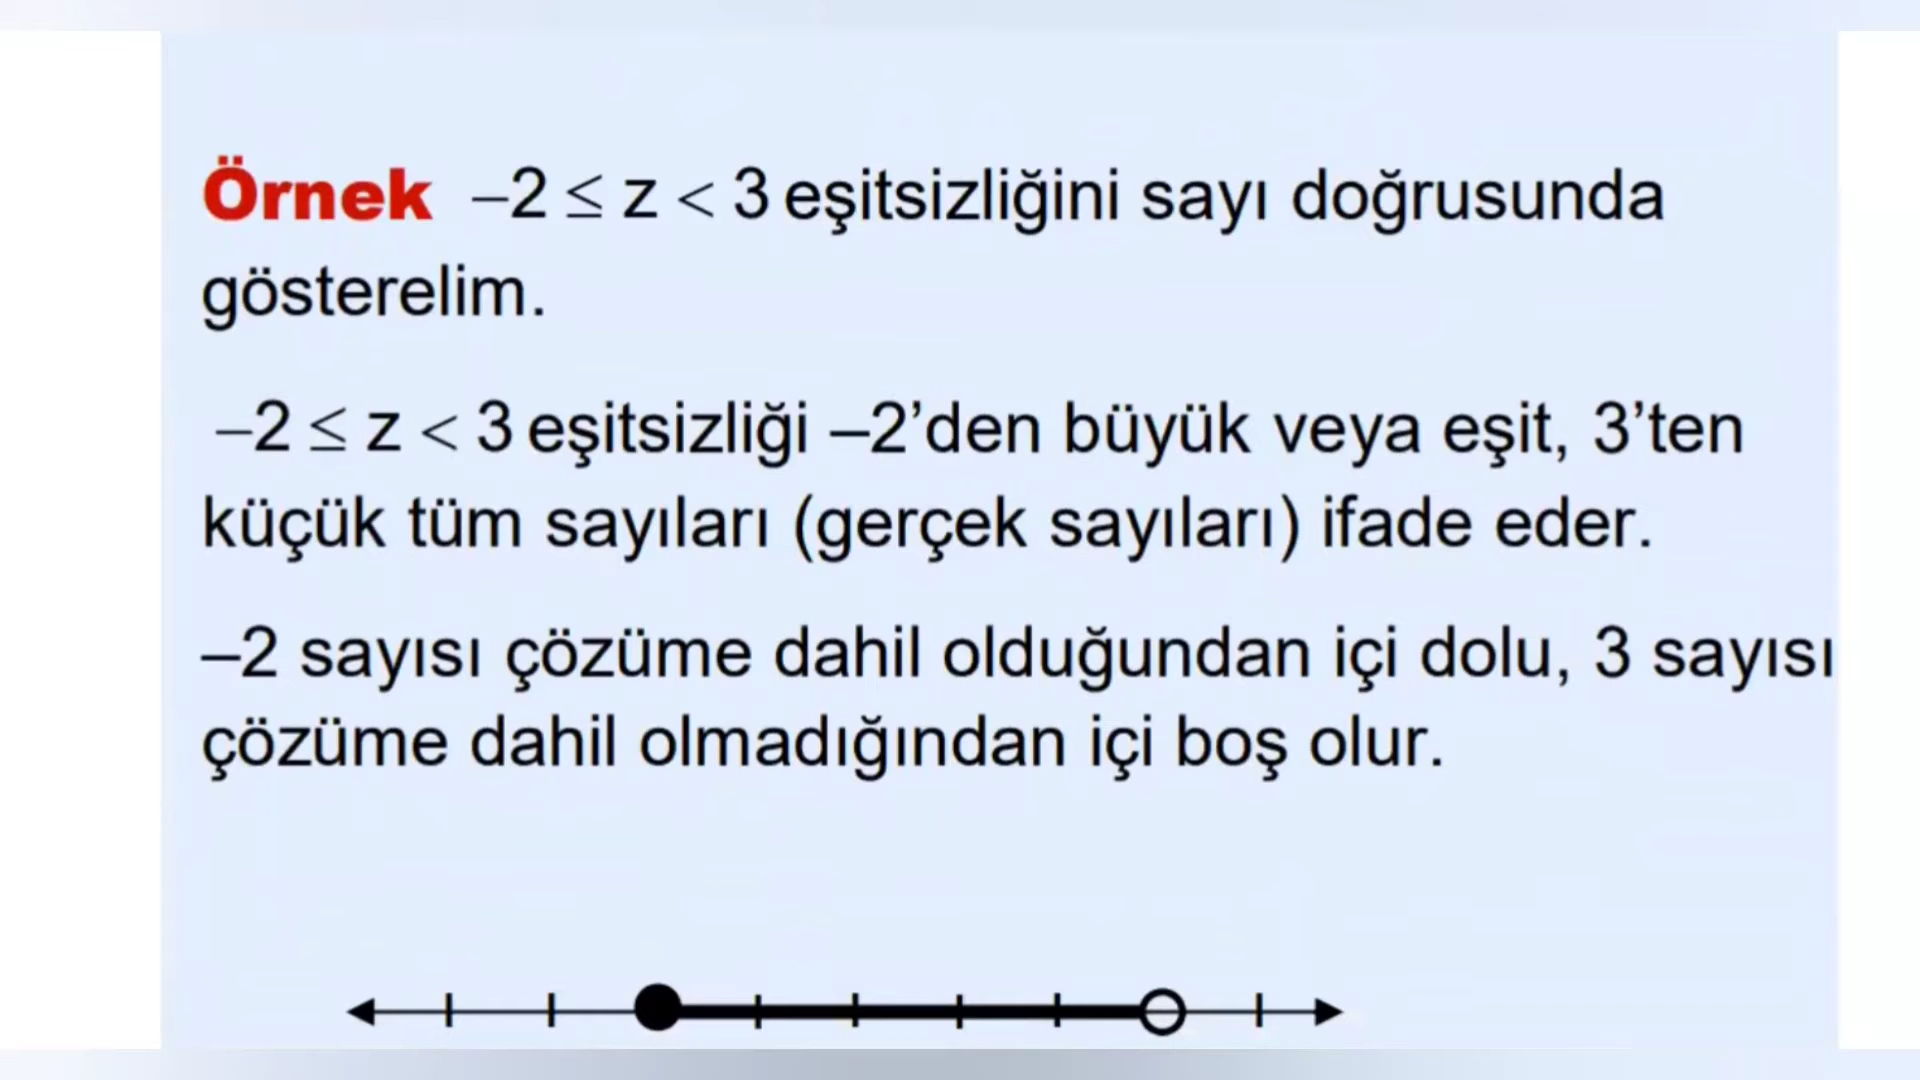 Örnek –2 ≤ z < 3 eşitsizliğini sayı doğrusunda
gösterelim.
–2 ≤ z < 3 eşitsizliği –2’den büyük veya eşit, 3’ten
küçük tüm sayıları (gerçek sayıları) ifade eder.
–2 sayısı çözüme dahil olduğundan içi dolu, 3 sayısı
çözüme dahil olmadığından içi boş olur.